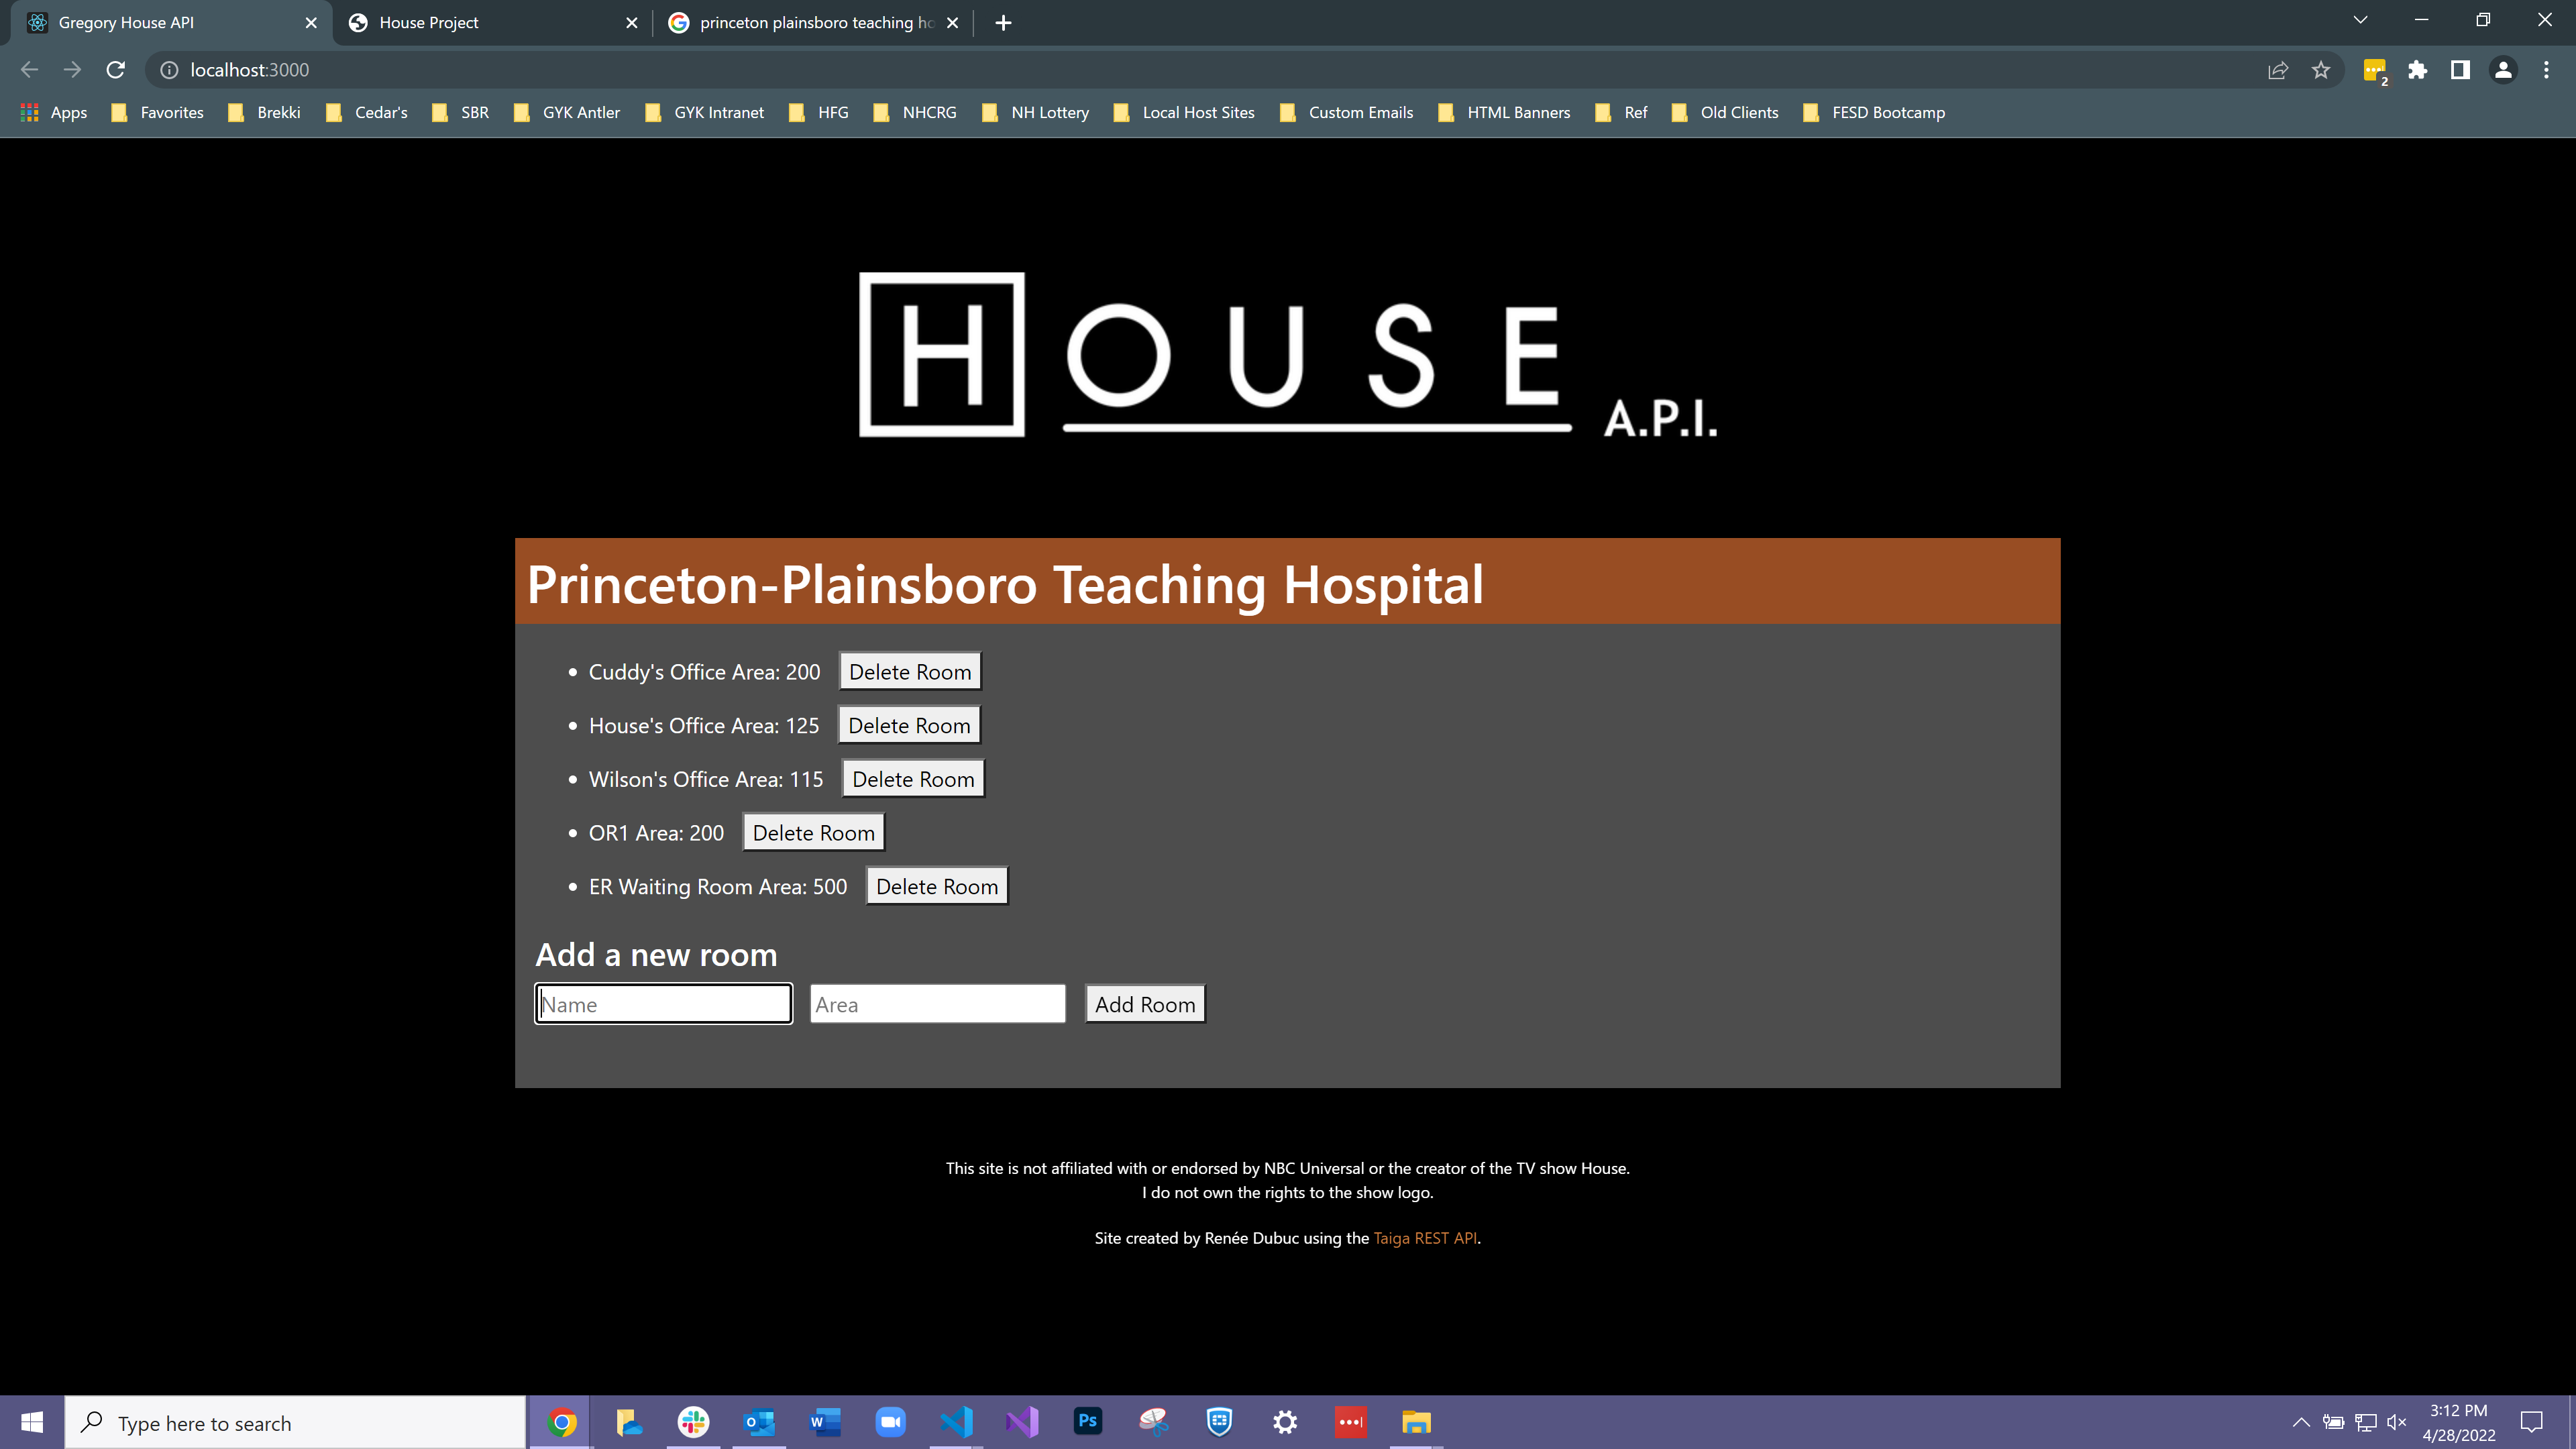 Gregory House API
House Project
princeton plainsboro teaching ho
localhost:3000
2
Apps
Favorites
Brekki
Cedar's
SBR
GYK Antler
GYK Intranet
HFG
NHCRG
NH Lottery
Local Host Sites
Custom Emails
HTML Banners
Ref
Old Clients
FESD Bootcamp
HOUSE A.P.I.
Princeton-Plainsboro Teaching Hospital
Cuddy's Office Area: 200 Delete Room
House's Office Area: 125 Delete Room
Wilson's Office Area: 115 Delete Room
OR1 Area: 200 Delete Room
ER Waiting Room Area: 500 Delete Room
Add a new room
Name Area Add Room
This site is not affiliated with or endorsed by NBC Universal or the creator of the TV show House.
I do not own the rights to the show logo.
Site created by Renée Dubuc using the Taiga REST API.
Type here to search
Ps
3:12 PM
4/28/2022